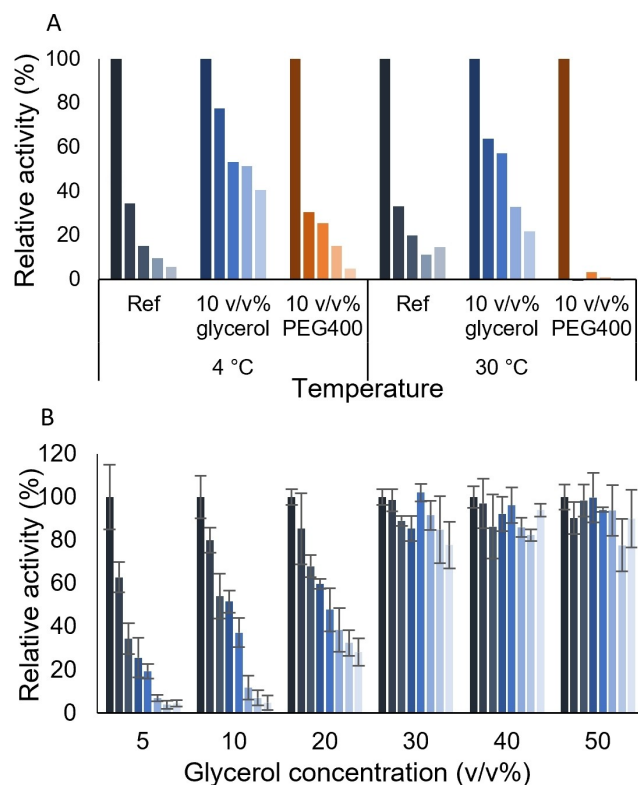 A
Relative activity (%)
100
80
60
40
20
0
Ref
10 v/v%
glycerol
10 v/v%
PEG400
Ref
10 v/v%
glycerol
10 v/v%
PEG400
4 °C
30 °C
Temperature
B
Relative activity (%)
120
100
80
60
40
20
0
5
10
20
30
40
50
Glycerol concentration (v/v%)